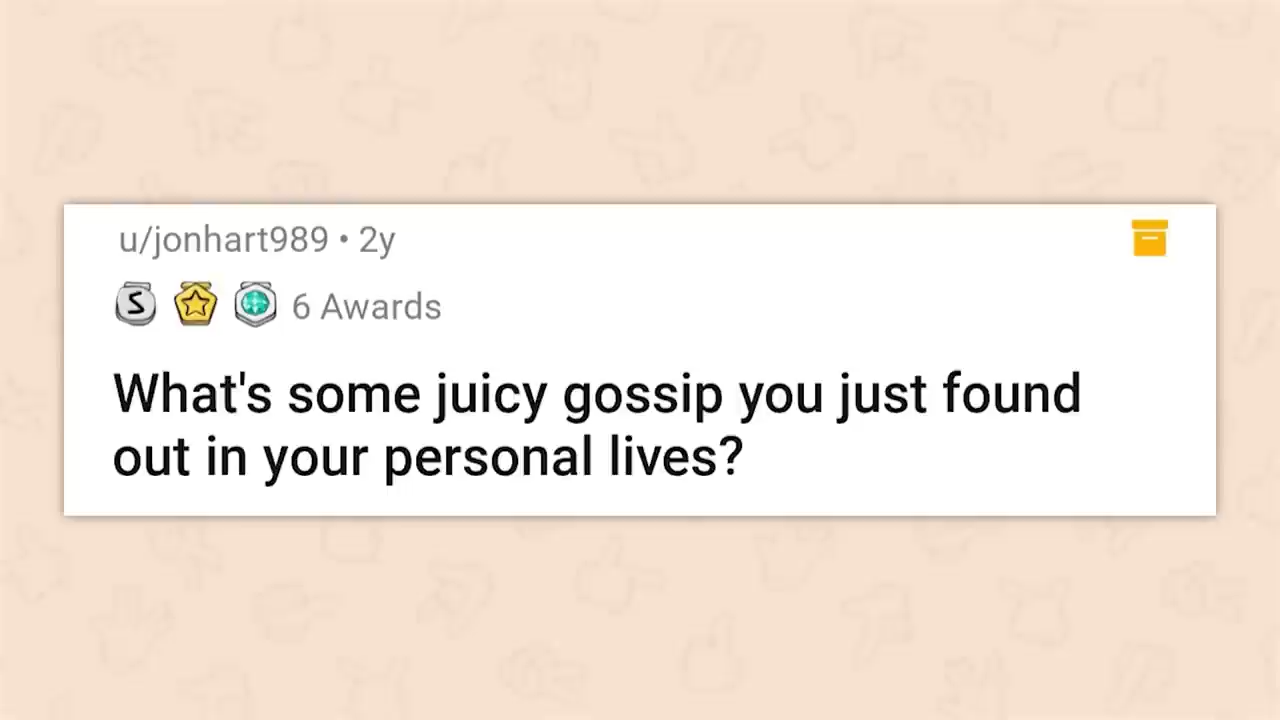 u/jonhart989 • 2y
S 6 Awards
What's some juicy gossip you just found
out in your personal lives?